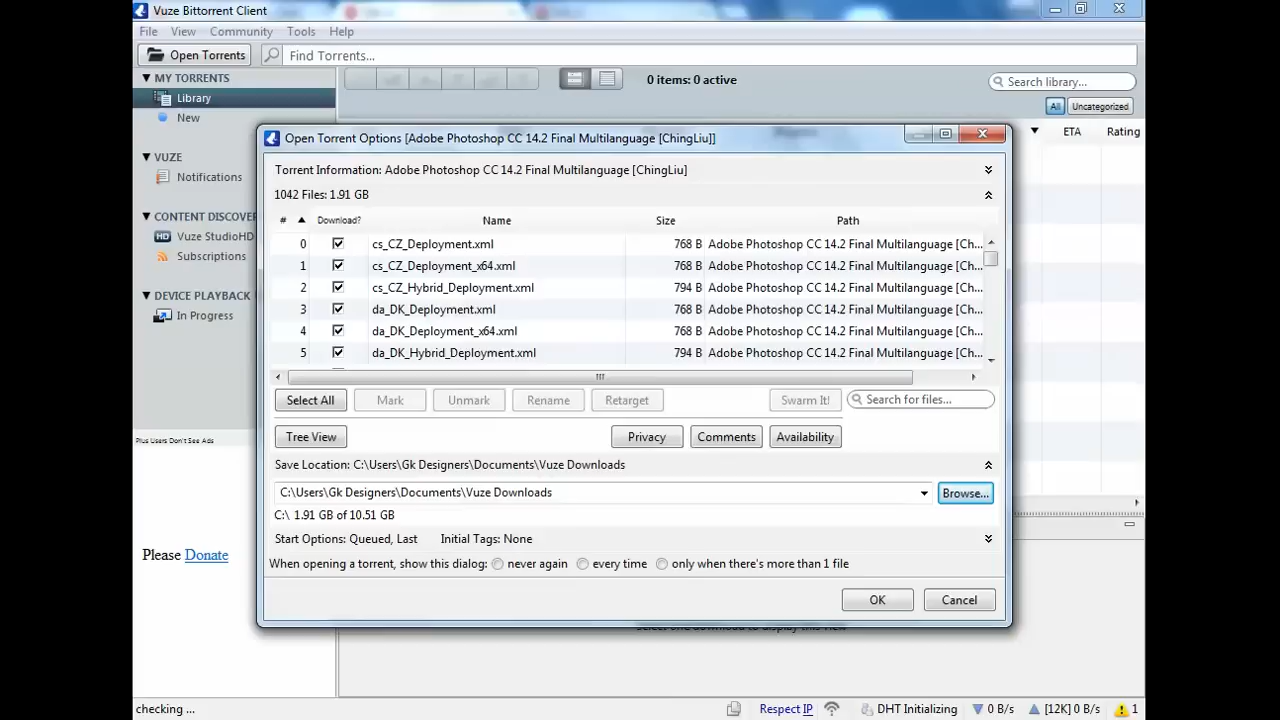 Vuze Bittorrent Client
File View Community Tools Help
Open Torrents
Find Torrents...
MY TORRENTS
0 items: 0 active
Search library...
Library
All
Uncategorized
New
ETA
Rating
Open Torrent Options [Adobe Photoshop CC 14.2 Final Multilanguage [ChingLiu]]
VUZE
Torrent Information: Adobe Photoshop CC 14.2 Final Multilanguage [ChingLiu]
Notifications
1042 Files: 1.91 GB
CONTENT DISCOVER
# Download? Name Size Path
HD Vuze StudioHD
0 cs_CZ_Deployment.xml 768 B Adobe Photoshop CC 14.2 Final Multilanguage [Ch...
Subscriptions
1 cs_CZ_Deployment_x64.xml 768 B Adobe Photoshop CC 14.2 Final Multilanguage [Ch...
2 cs_CZ_Hybrid_Deployment.xml 794 B Adobe Photoshop CC 14.2 Final Multilanguage [Ch...
DEVICE PLAYBACK
3 da_DK_Deployment.xml 768 B Adobe Photoshop CC 14.2 Final Multilanguage [Ch...
In Progress
4 da_DK_Deployment_x64.xml 768 B Adobe Photoshop CC 14.2 Final Multilanguage [Ch...
5 da_DK_Hybrid_Deployment.xml 794 B Adobe Photoshop CC 14.2 Final Multilanguage [Ch...
Select All Mark Unmark Rename Retarget Swarm It! Search for files...
Tree View Privacy Comments Availability
Plus Users Don't See Ads
Save Location: C:\Users\Gk Designers\Documents\Vuze Downloads
C:\Users\Gk Designers\Documents\Vuze Downloads Browse...
C:\ 1.91 GB of 10.51 GB
Start Options: Queued, Last Initial Tags: None
Please Donate
When opening a torrent, show this dialog: never again every time only when there's more than 1 file
OK Cancel
checking ... Respect IP DHT Initializing 0 B/s [12K] 0 B/s 1